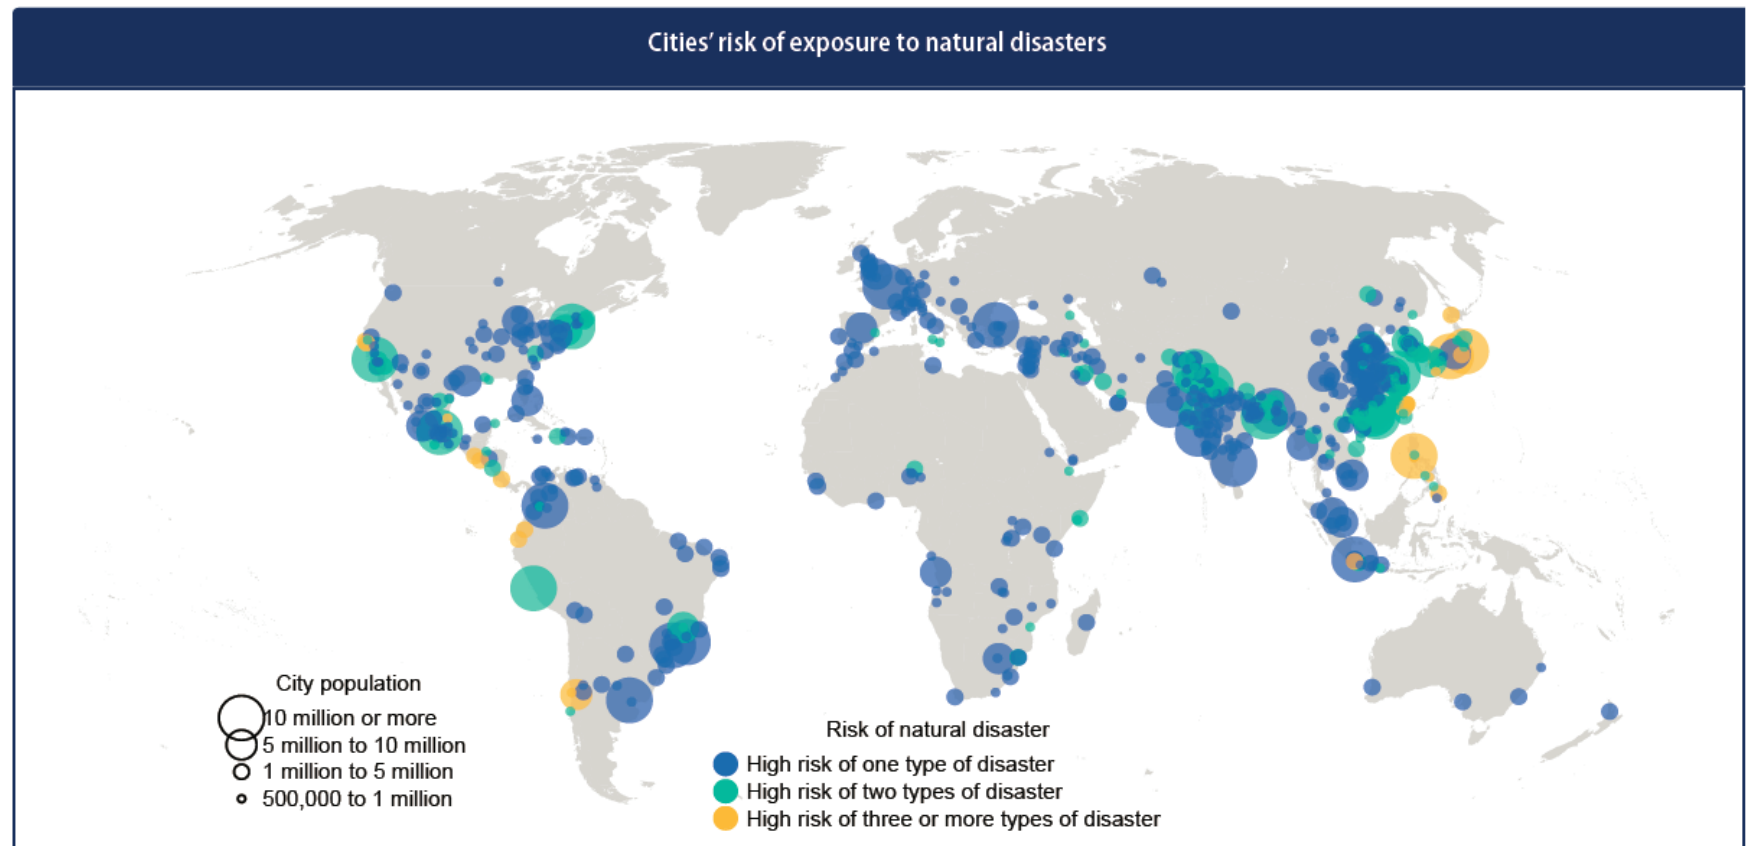 Cities' risk of exposure to natural disasters
City population
10 million or more
5 million to 10 million
1 million to 5 million
500,000 to 1 million
Risk of natural disaster
High risk of one type of disaster
High risk of two types of disaster
High risk of three or more types of disaster